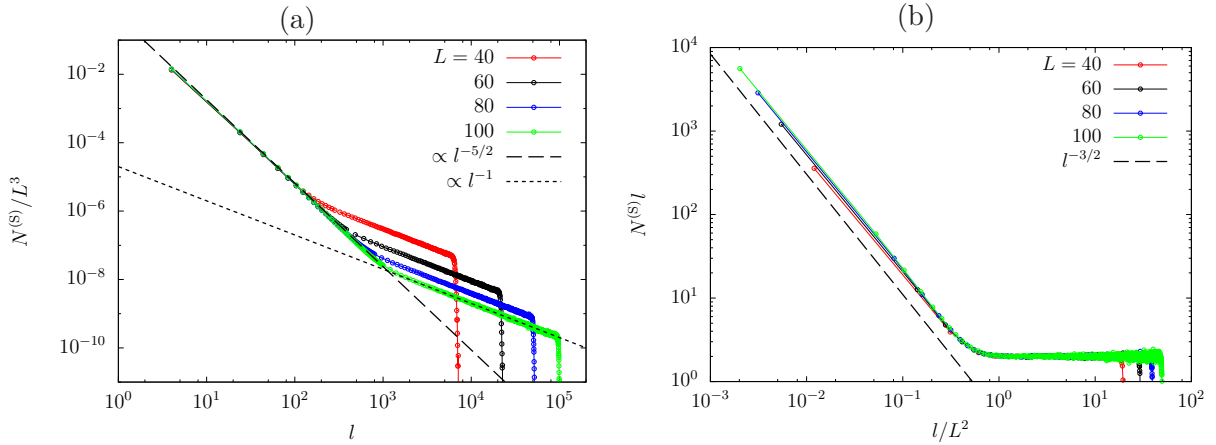 (a)
10^{-2}
10^{-4}
10^{-6}
10^{-8}
10^{-10}
N^{(S)}/L^3
10^0 10^1 10^2 10^3 10^4 10^5
l
L = 40
60
80
100
∝ l^{-5/2}
∝ l^{-1}
(b)
10^4
10^3
10^2
10^1
10^0
N^{(S)}l
10^{-3} 10^{-2} 10^{-1} 10^0 10^1 10^2
l/L^2
L = 40
60
80
100
l^{-3/2}